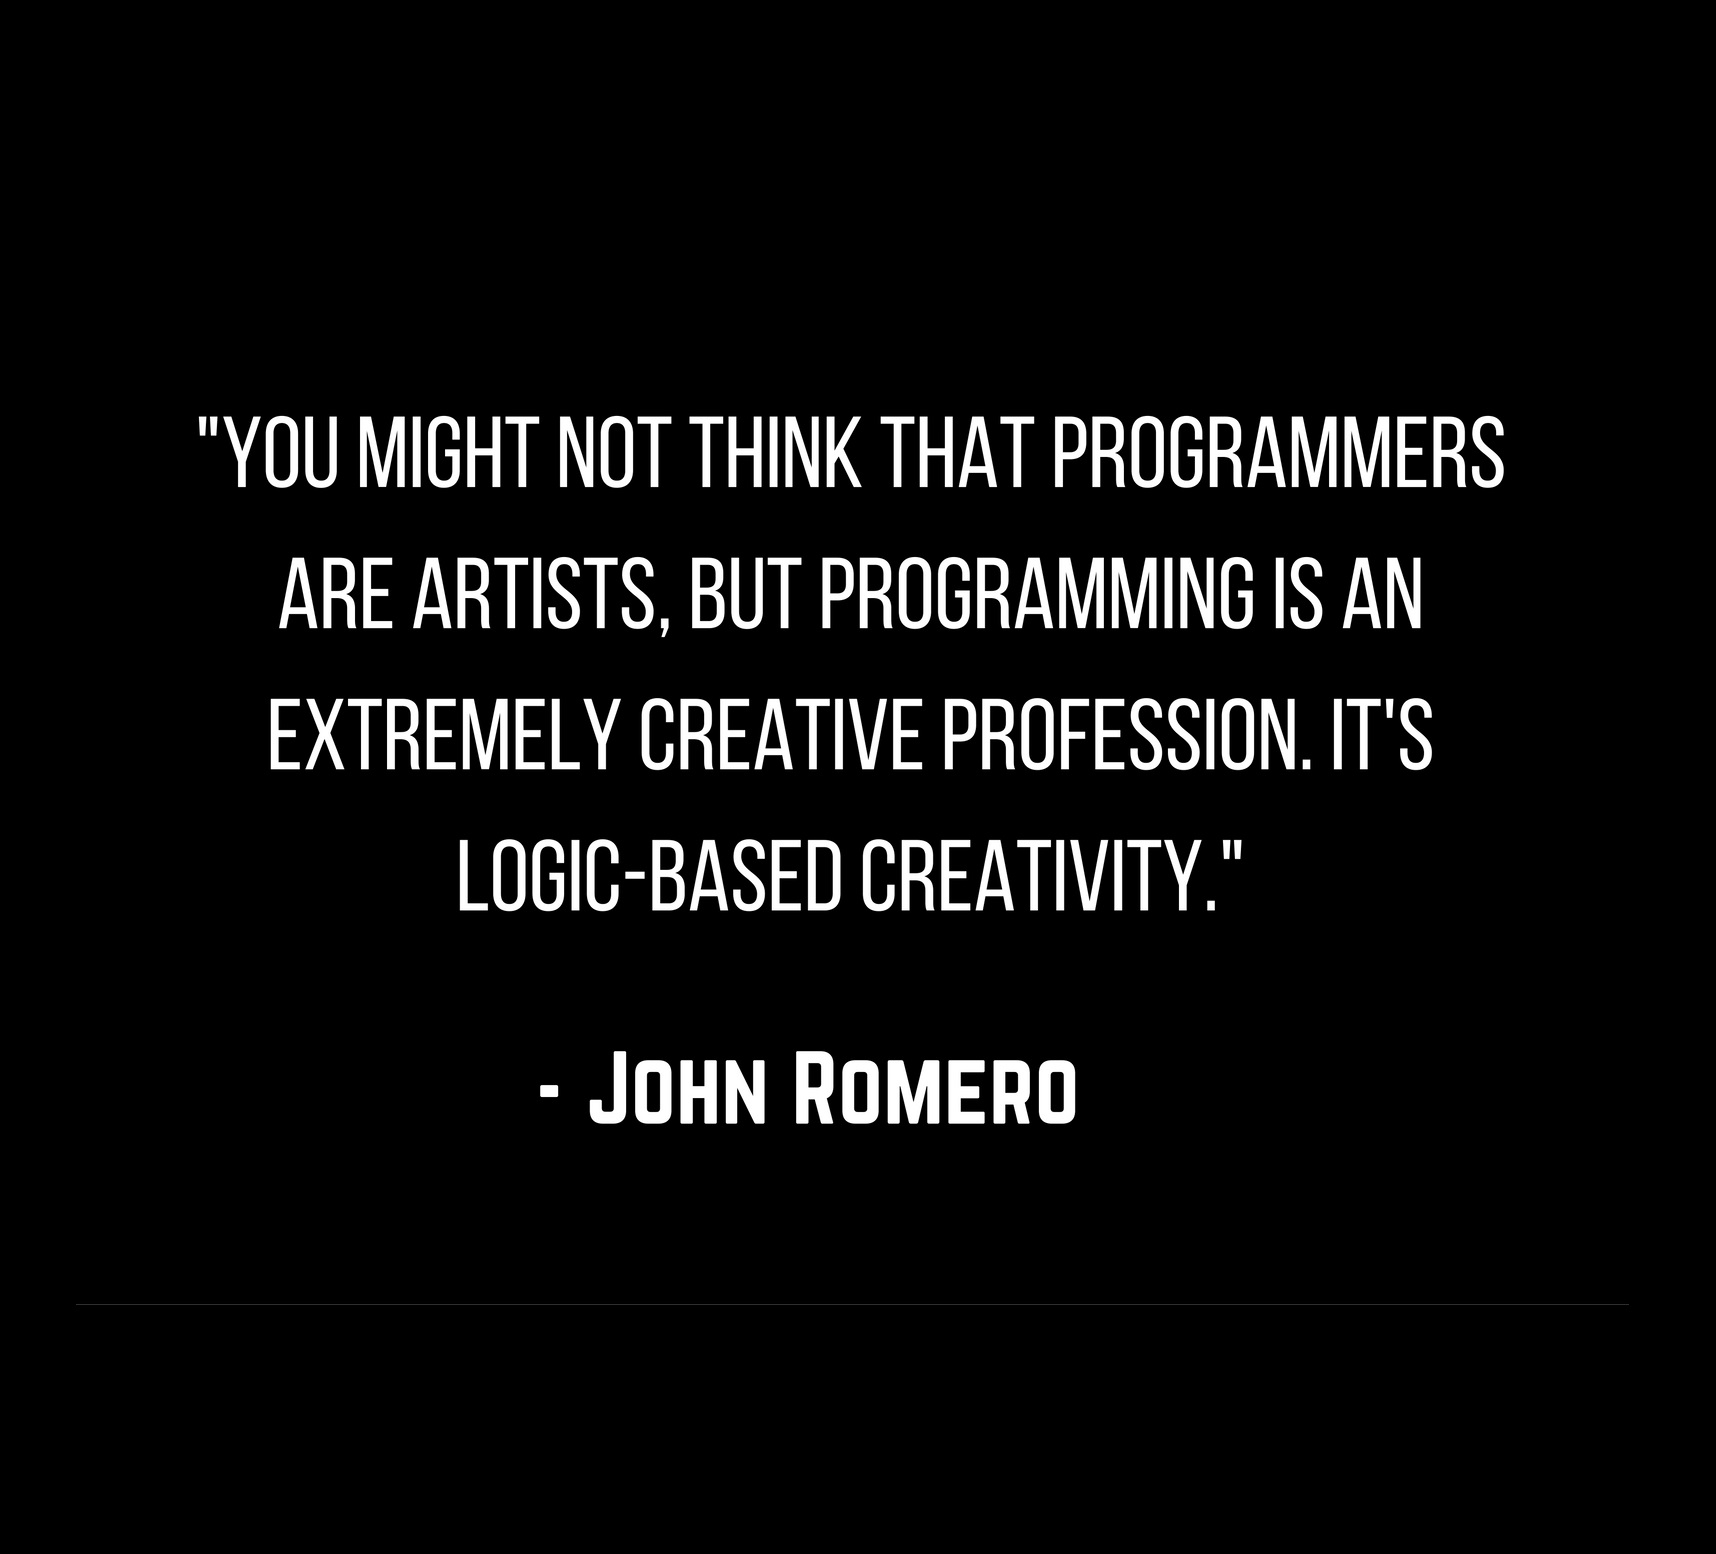 "YOU MIGHT NOT THINK THAT PROGRAMMERS
ARE ARTISTS, BUT PROGRAMMING IS AN
EXTREMELY CREATIVE PROFESSION. IT'S
LOGIC-BASED CREATIVITY."
- John Romero